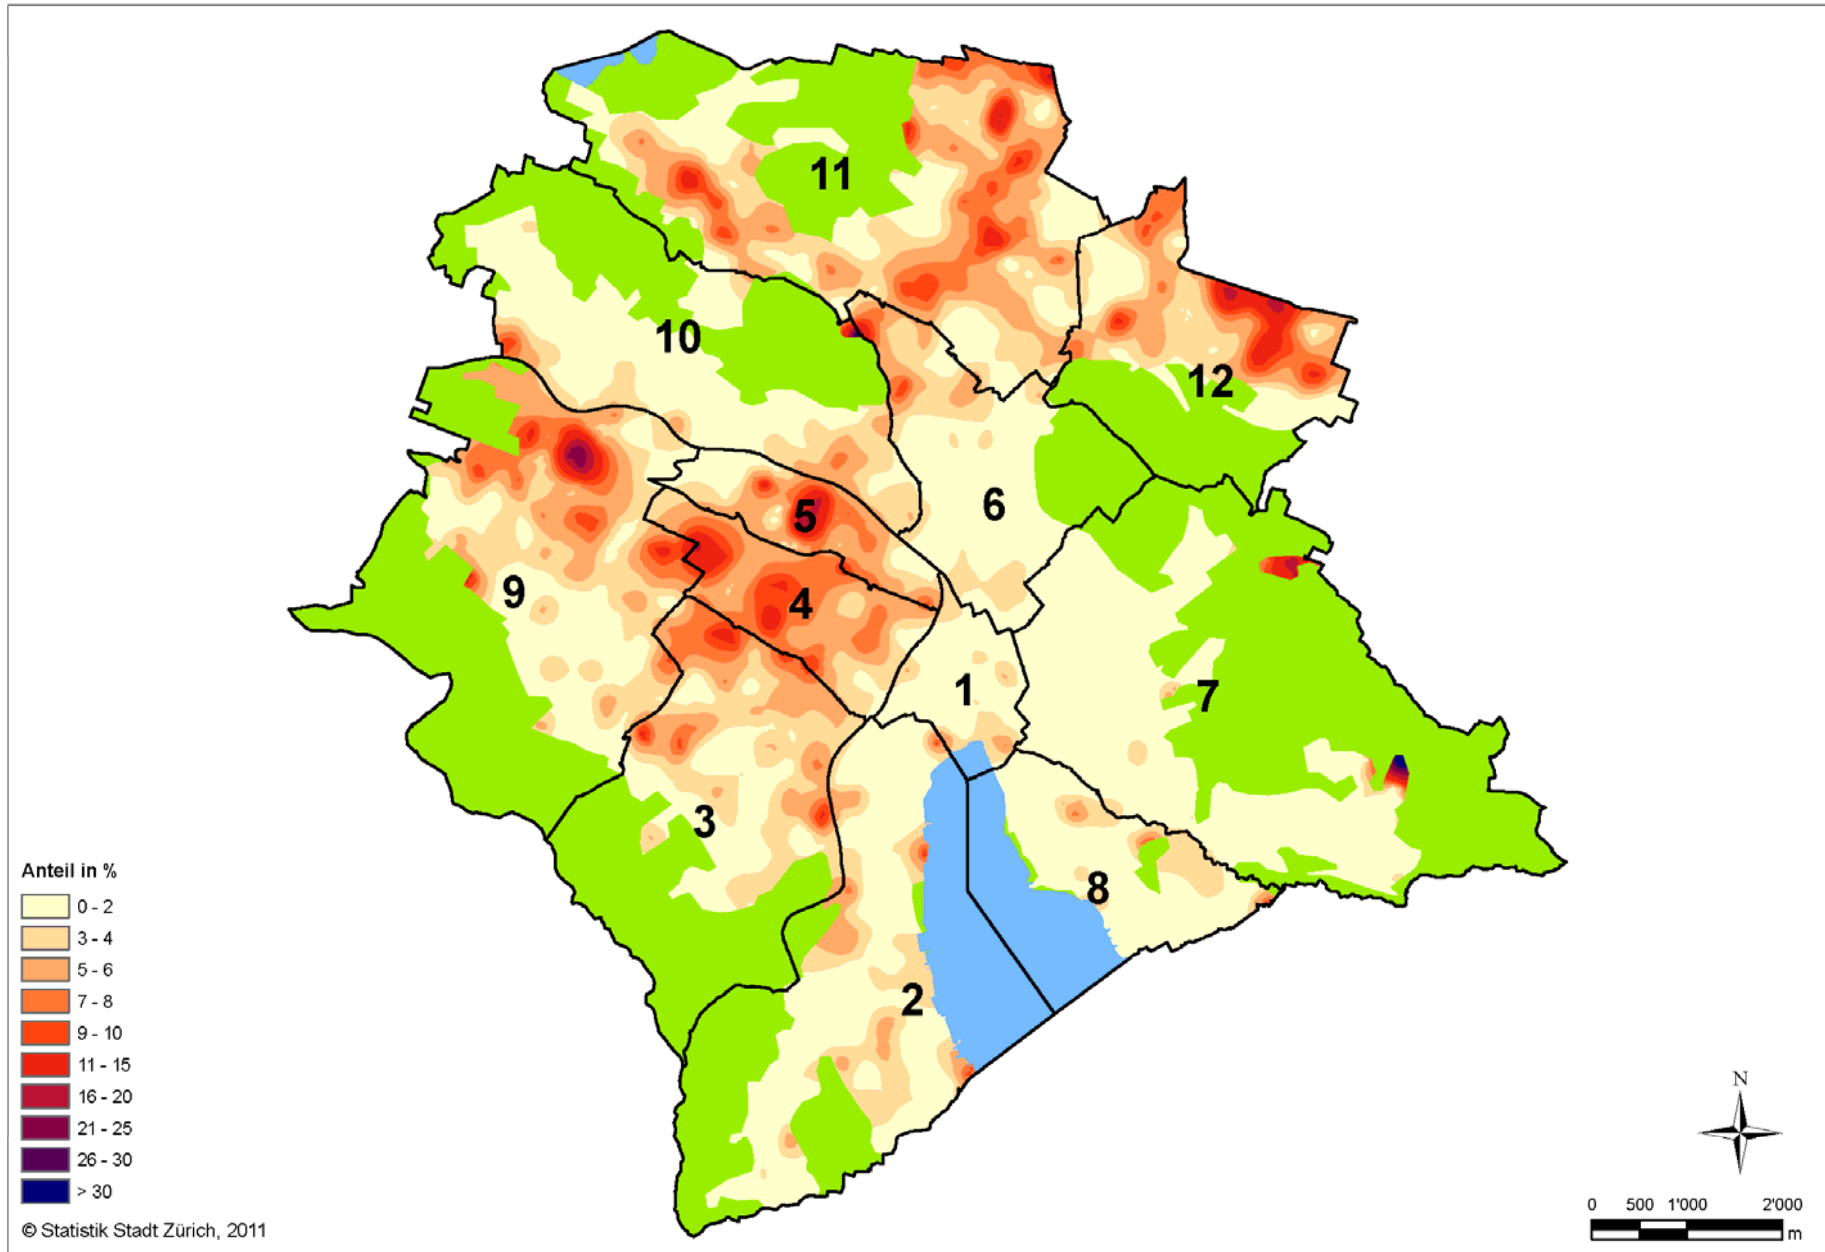 11
10
12
5
6
9
4
1
7
3
8
2
Anteil in %
0 - 2
3 - 4
5 - 6
7 - 8
9 - 10
11 - 15
16 - 20
21 - 25
26 - 30
> 30
© Statistik Stadt Zürich, 2011
N
0 500 1'000 2'000
m